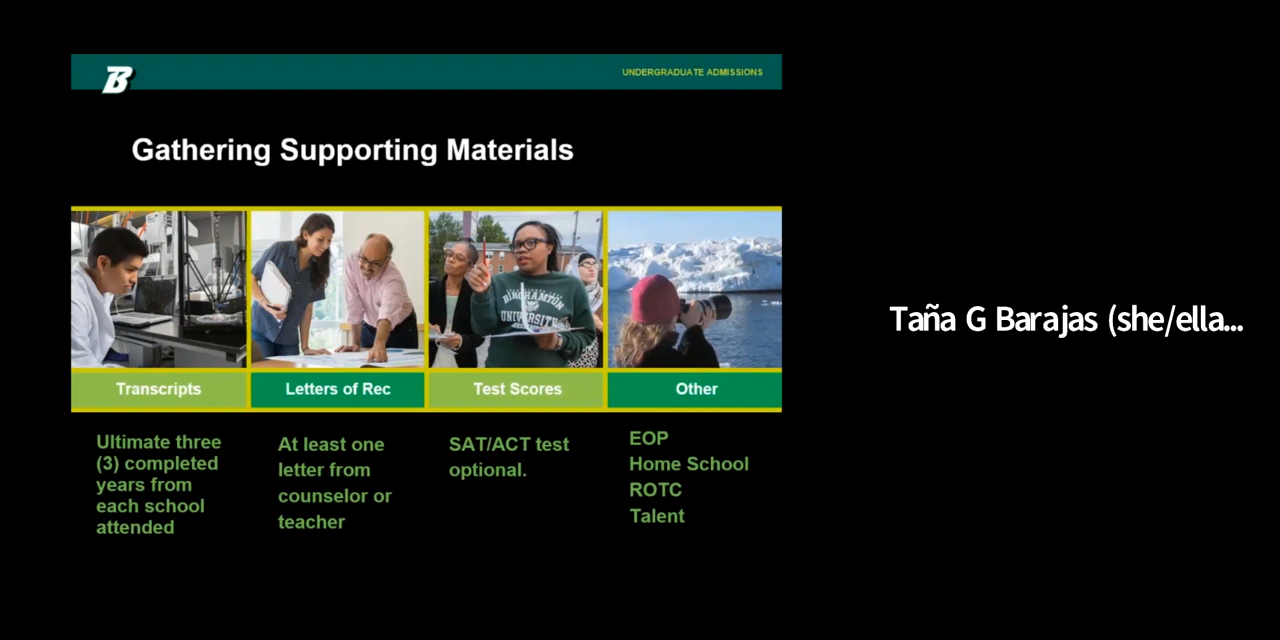 B
UNDERGRADUATE ADMISSIONS
Gathering Supporting Materials
BINGHAMTON
UNIVERSITY
Transcripts
Letters of Rec
Test Scores
Other
Ultimate three
(3) completed
years from
each school
attended
At least one
letter from
counselor or
teacher
SAT/ACT test
optional.
EOP
Home School
ROTC
Talent
Taña G Barajas (she/ella...